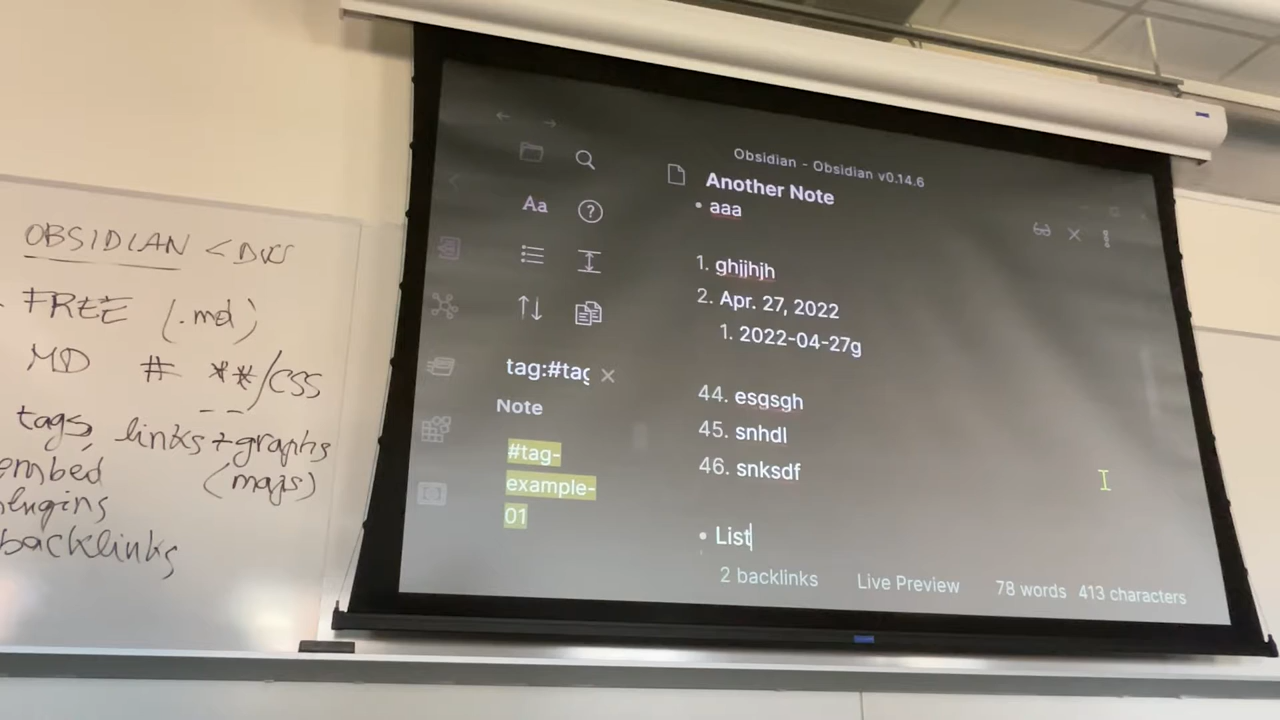 OBSIDIAN <
FREE (.md)
MD # **/CSS
tags, links + graphs
embed (maps)
backlinks
Obsidian - Obsidian v0.14.6
Another Note
• aaa
1. ghjjhjh
2. Apr. 27, 2022
1. 2022-04-27g
44. esgsgh
45. snhdl
46. snksdf
• List
2 backlinks Live Preview 78 words 413 characters
Aa
tag:#tag
Note
#tag-
example-
01